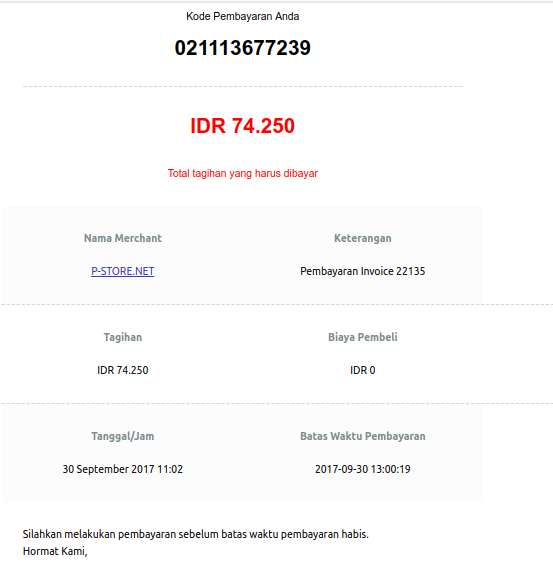 Kode Pembayaran Anda
021113677239
IDR 74.250
Total tagihan yang harus dibayar
Nama Merchant Keterangan
P-STORE.NET Pembayaran Invoice 22135
Tagihan Biaya Pembeli
IDR 74.250 IDR 0
Tanggal/Jam Batas Waktu Pembayaran
30 September 2017 11:02 2017-09-30 13:00:19
Silahkan melakukan pembayaran sebelum batas waktu pembayaran habis.
Hormat Kami,